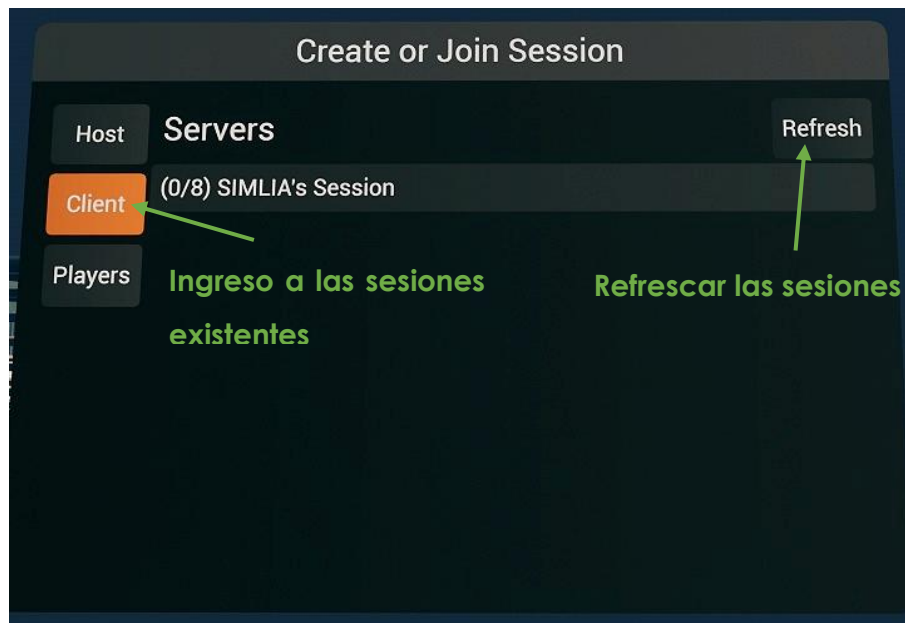 Create or Join Session
Host
Servers
Refresh
Client
(0/8) SIMLIA's Session
Players
Ingreso a las sesiones
existentes
Refrescar las sesiones